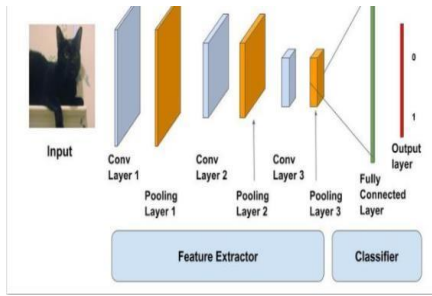 Input
Conv
Layer 1
Pooling
Layer 1
Conv
Layer 2
Pooling
Layer 2
Conv
Layer 3
Pooling
Layer 3
Fully
Connected
Layer
0
1
Output
layer
Feature Extractor
Classifier